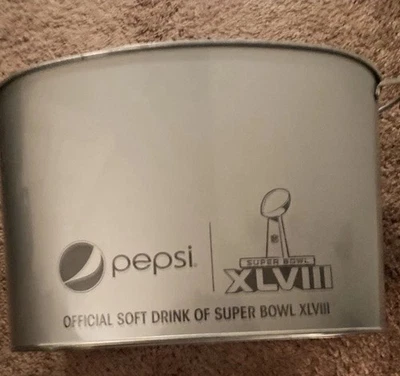 pepsi
SUPER BOWL
XLVIII
OFFICIAL SOFT DRINK OF SUPER BOWL XLVIII